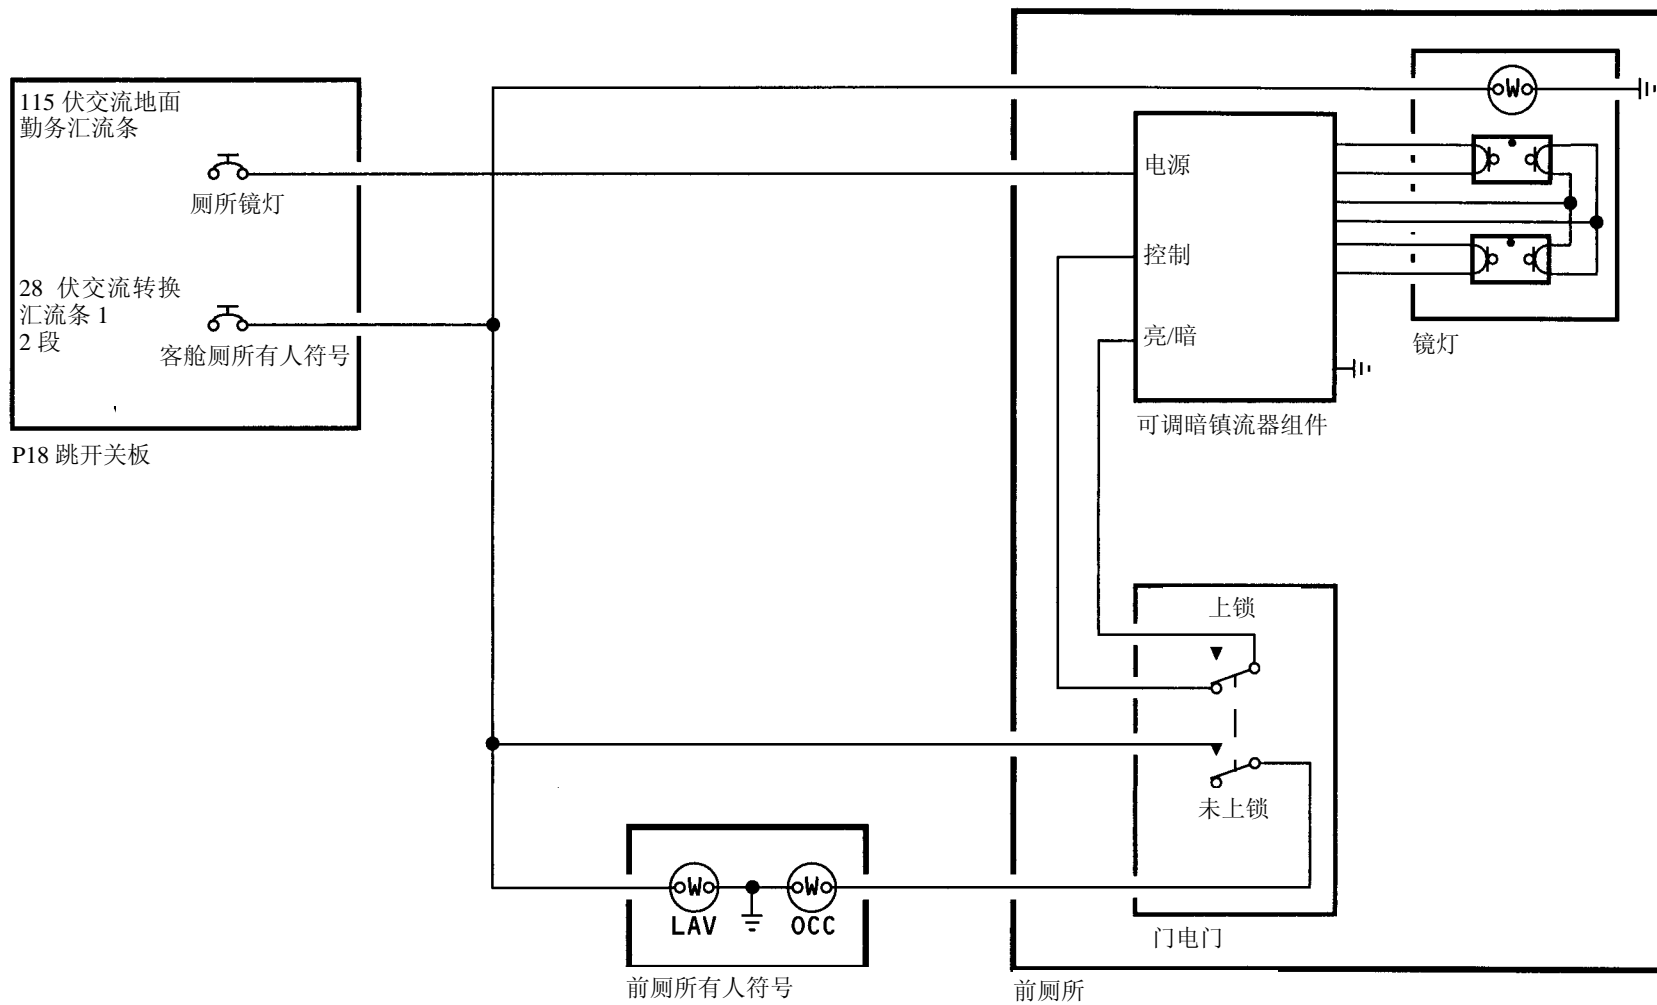 115 伏交流地面
勤务汇流条
厕所镜灯
28 伏交流转换
汇流条 1
2 段
客舱厕所有人符号
P18 跳开关板
W
电源
控制
亮/暗
可调暗镇流器组件
镜灯
上锁
未上锁
门电门
W
W
LAV
OCC
前厕所有人符号
前厕所